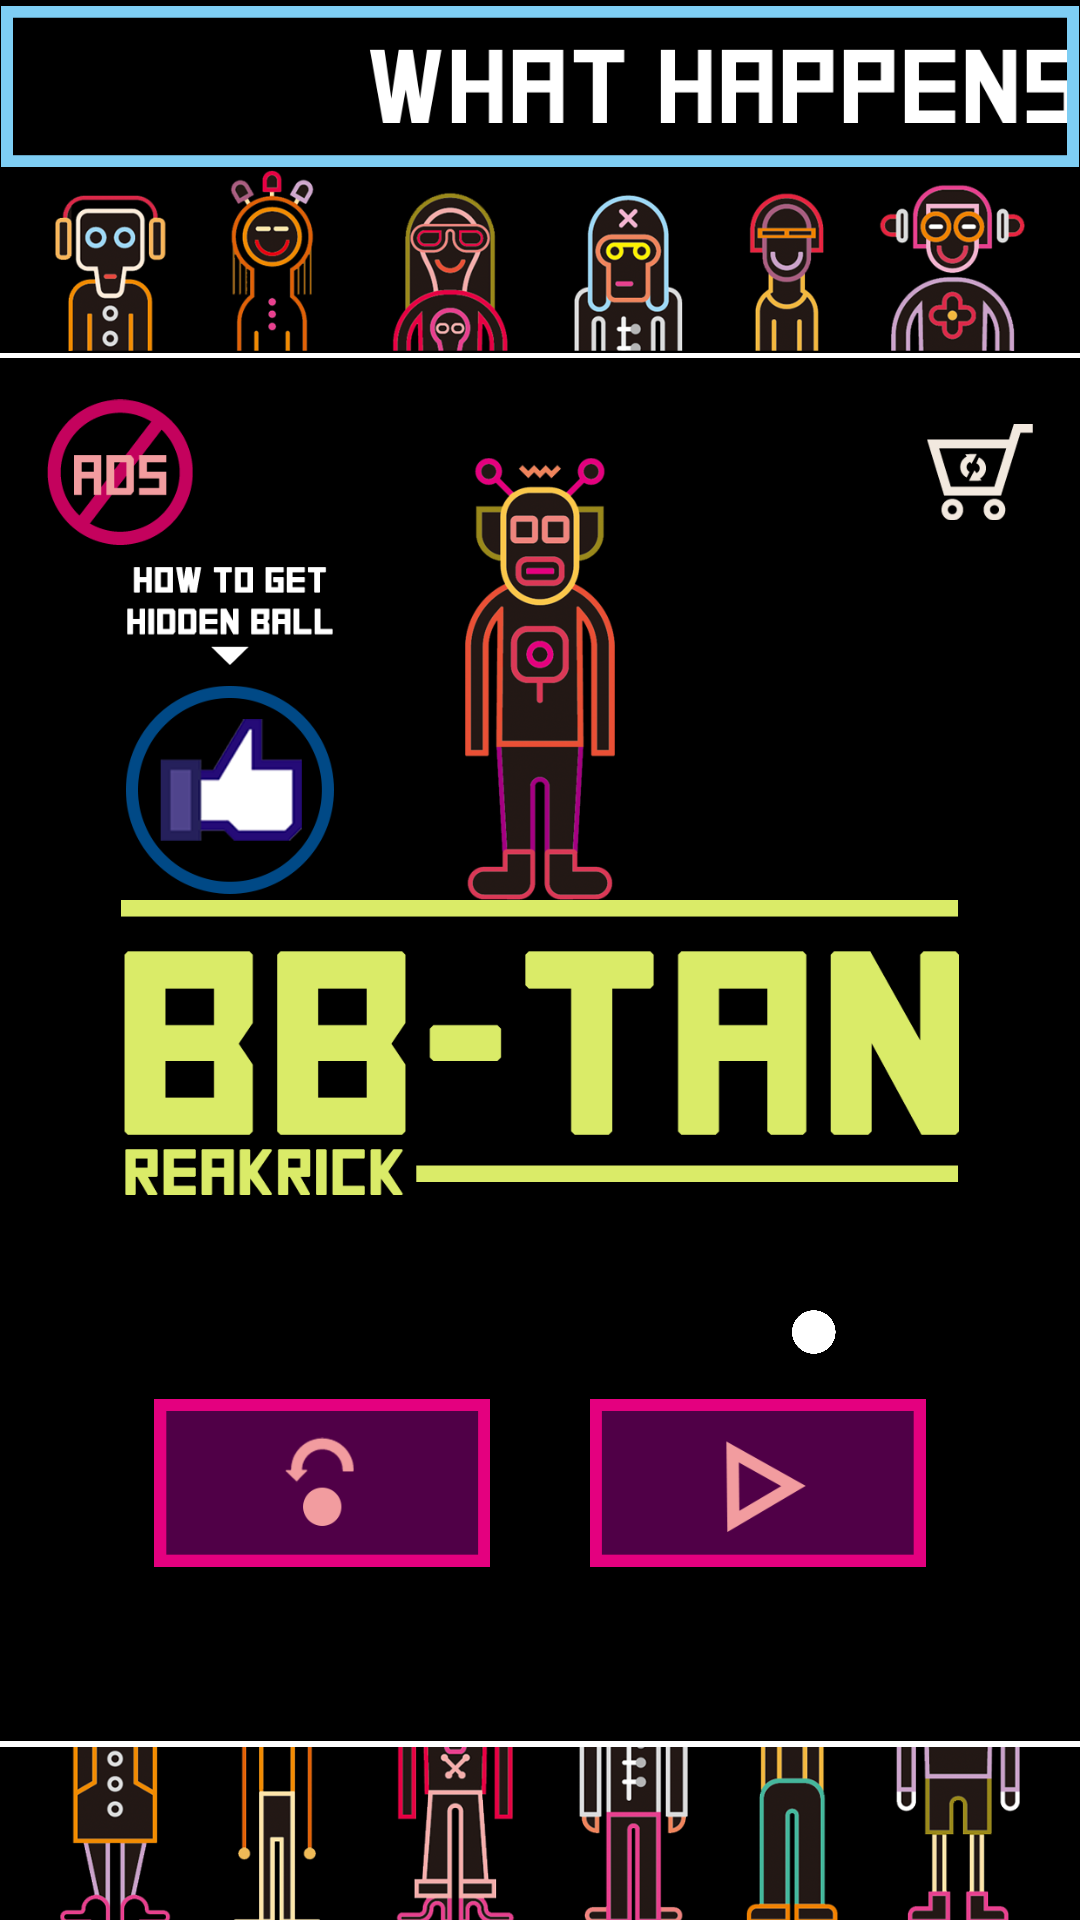 WHAT HAPPENS
ADS
HOW TO GET
HIDDEN BALL
BB-TAN
REAKRICK